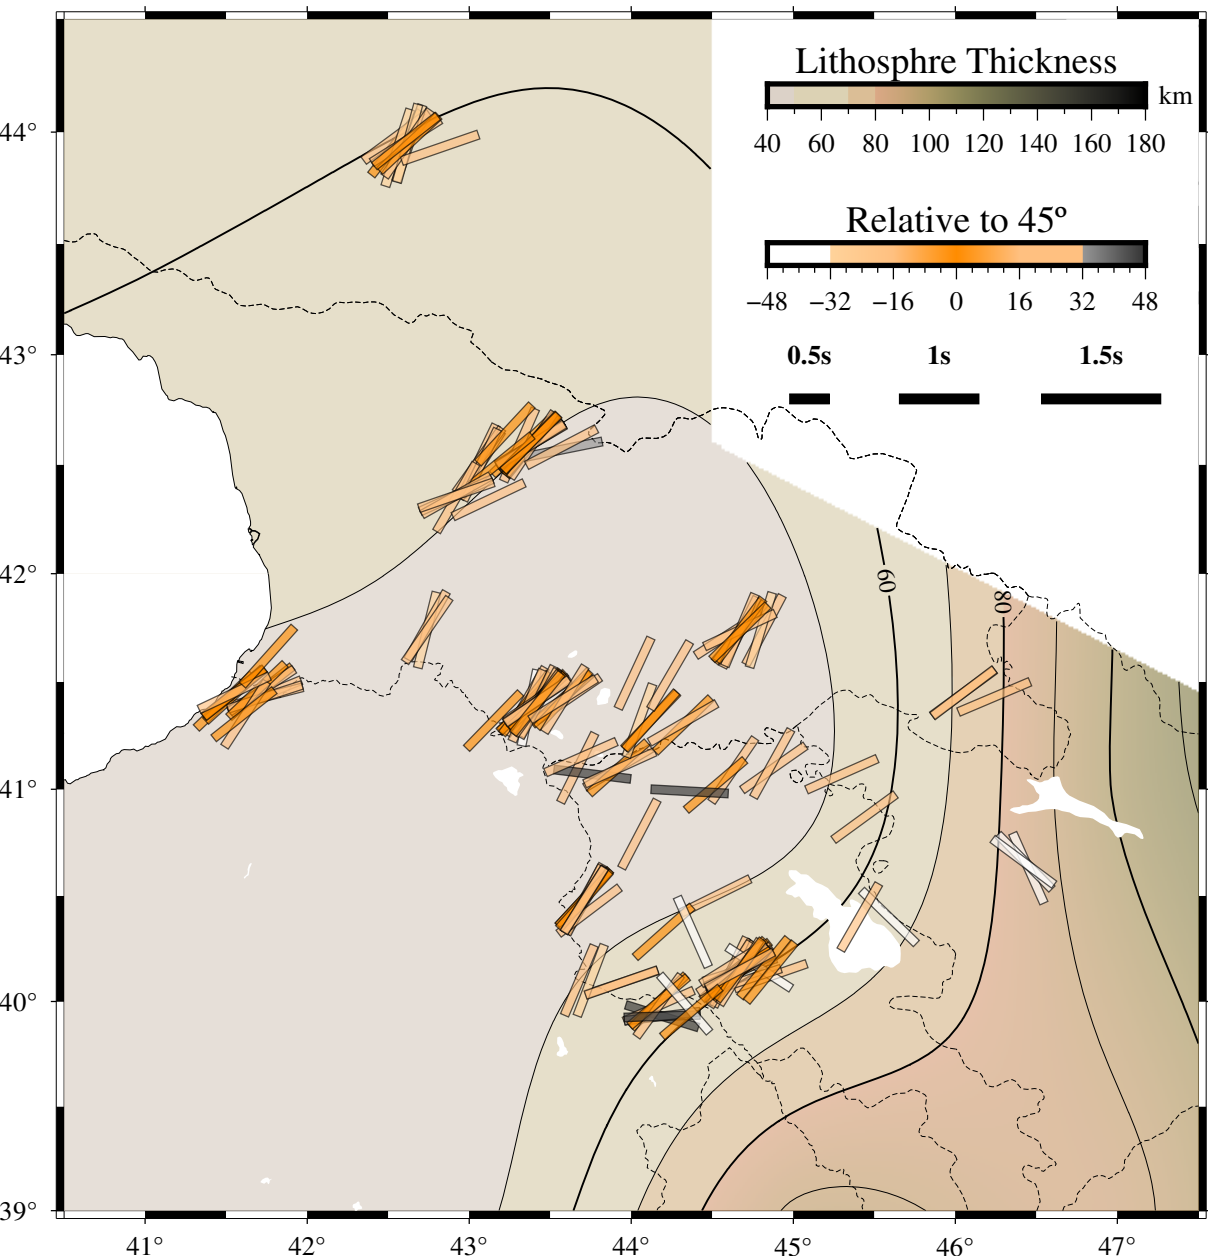 Lithosphre Thickness
km
40 60 80 100 120 140 160 180
Relative to 45º
−48 −32 −16 0 16 32 48
0.5s 1s 1.5s
44°
43°
42°
41°
40°
39°
60
80
41° 42° 43° 44° 45° 46° 47°